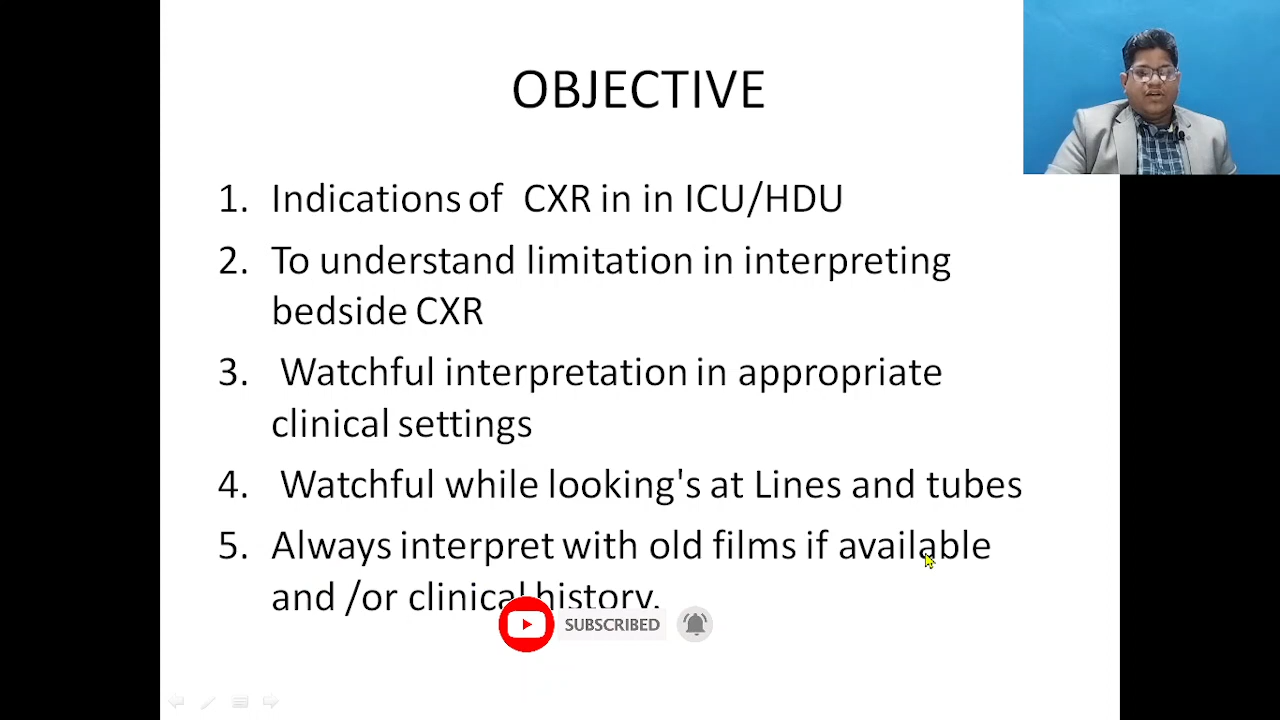 OBJECTIVE
1. Indications of CXR in in ICU/HDU
2. To understand limitation in interpreting
bedside CXR
3. Watchful interpretation in appropriate
clinical settings
4. Watchful while looking's at Lines and tubes
5. Always interpret with old films if available
and /or clinical history.
SUBSCRIBED